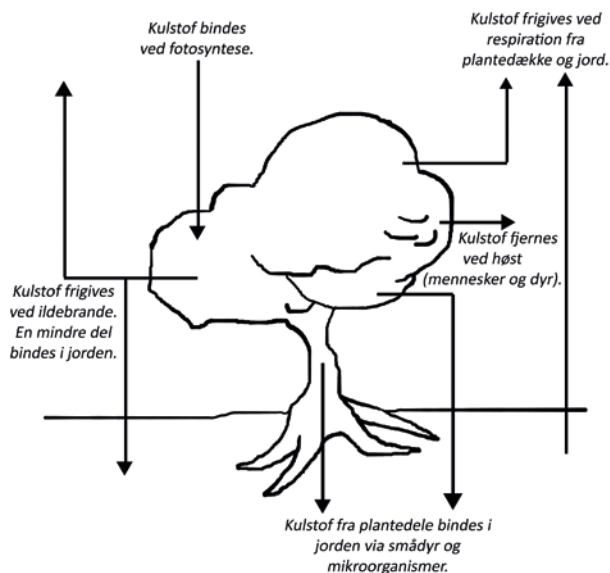 Kulstof bindes
ved fotosyntese.
Kulstof frigives ved
respiration fra
plantedække og jord.
Kulstof fjernes
ved høst
(mennesker og dyr).
Kulstof frigives
ved ildebrande.
En mindre del
bindes i jorden.
Kulstof fra plantedele bindes i
jorden via smådyr og
mikroorganismer.